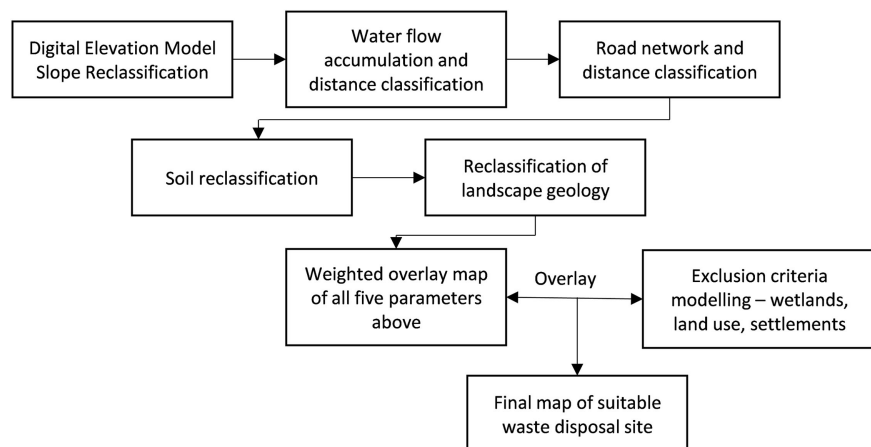 Digital Elevation Model
Slope Reclassification
Water flow
accumulation and
distance classification
Road network and
distance classification
Soil reclassification
Reclassification of
landscape geology
Weighted overlay map
of all five parameters
above
Overlay
Exclusion criteria
modelling – wetlands,
land use, settlements
Final map of suitable
waste disposal site